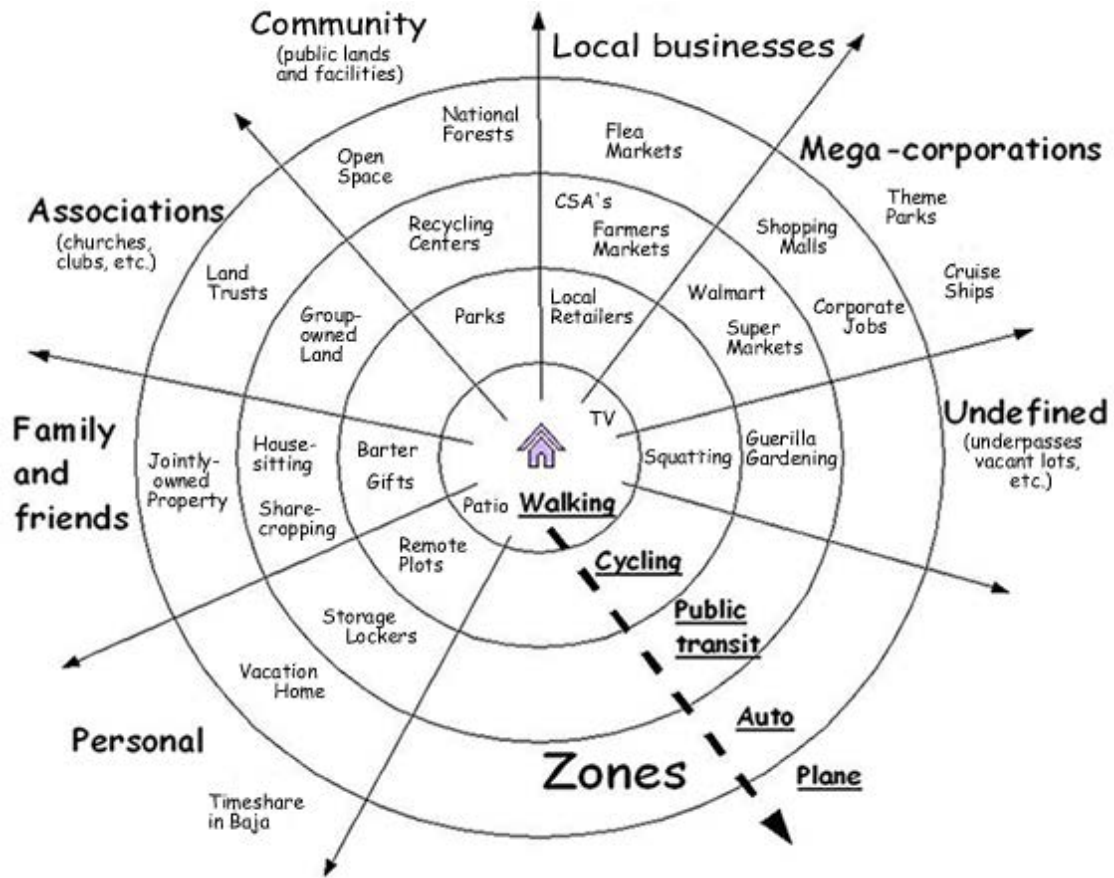 Community
(public lands
and facilities)
Local businesses
National
Forests
Flea
Markets
Open
Space
Mega-corporations
Theme
Parks
Associations
(churches,
clubs, etc.)
Recycling
Centers
CSA's
Farmers
Markets
Shopping
Malls
Land
Trusts
Cruise
Ships
Group-
owned
Land
Parks
Local
Retailers
Walmart
Super
Markets
Corporate
Jobs
TV
Family
and
friends
Jointly-
owned
Property
House-
sitting
Share-
cropping
Barter
Gifts
Squatting
Guerilla
Gardening
Undefined
(underpasses
vacant lots,
etc.)
Patio
Walking
Remote
Plots
Cycling
Storage
Lockers
Public
transit
Vacation
Home
Auto
Personal
Zones
Plane
Timeshare
in Baja